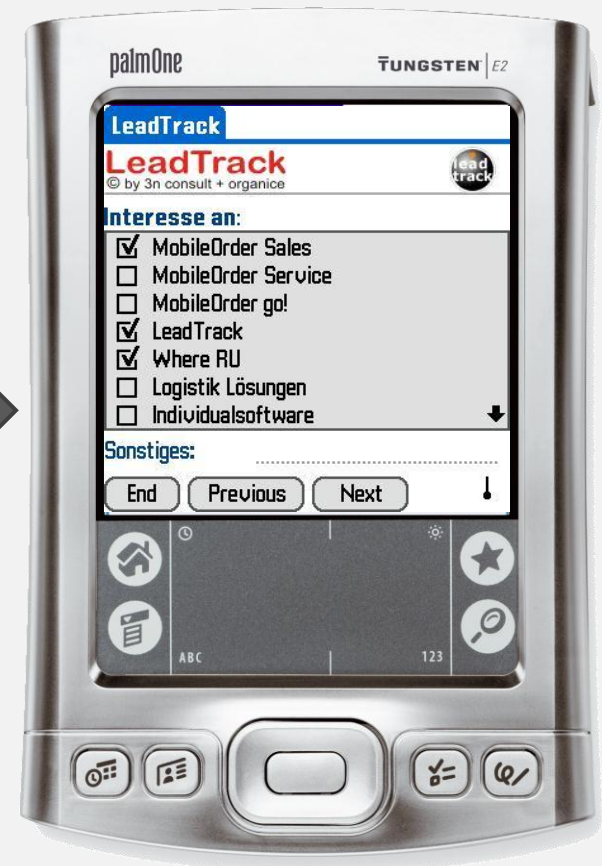 palmOne
TUNGSTEN E2
LeadTrack
LeadTrack
© by 3n consult + organice
lead
track
Interesse an:
MobileOrder Sales
MobileOrder Service
MobileOrder go!
LeadTrack
Where RU
Logistik Lösungen
Individualsoftware
Sonstiges:
End Previous Next
ABC 123